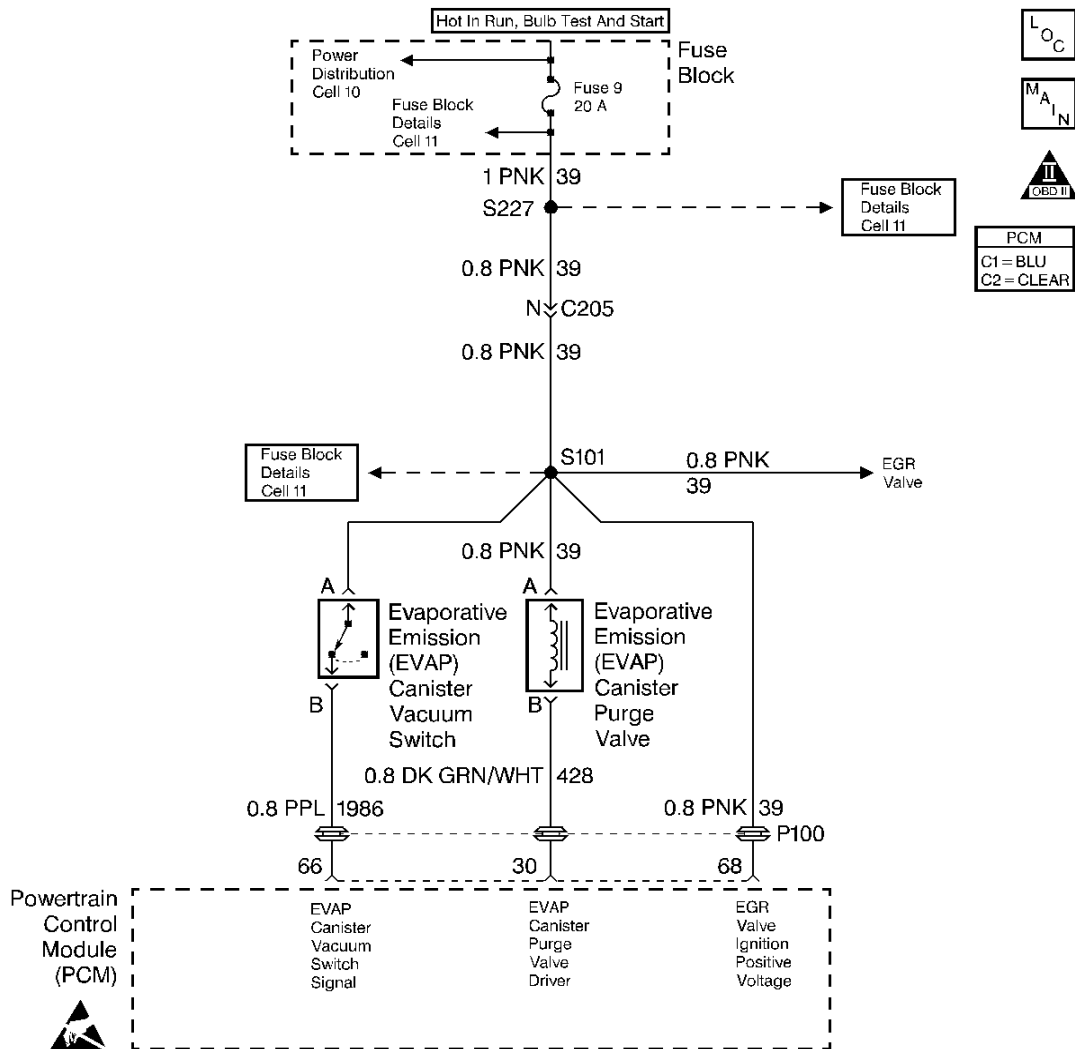 Hot In Run, Bulb Test And Start
Power
Distribution
Cell 10
Fuse 9
20 A
Fuse Block
Details
Cell 11
Fuse
Block
L
O
C
M
A
I
N
II
OBD II
1 PNK 39
S227
Fuse Block
Details
Cell 11
PCM
C1 = BLU
C2 = CLEAR
0.8 PNK 39
N C205
0.8 PNK 39
Fuse Block
Details
Cell 11
S101
0.8 PNK
39
EGR
Valve
0.8 PNK 39
A
Evaporative
Emission
(EVAP)
Canister
Vacuum
Switch
B
A
Evaporative
Emission
(EVAP)
Canister
Purge
Valve
B
0.8 DK GRN/WHT 428
0.8 PPL 1986
0.8 PNK 39
P100
66
30
68
Powertrain
Control
Module
(PCM)
EVAP
Canister
Vacuum
Switch
Signal
EVAP
Canister
Purge
Valve
Driver
EGR
Valve
Ignition
Positive
Voltage